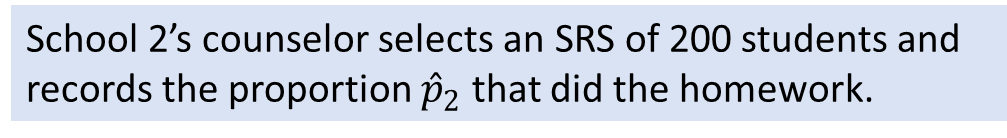 School 2’s counselor selects an SRS of 200 students and
records the proportion p̂₂ that did the homework.